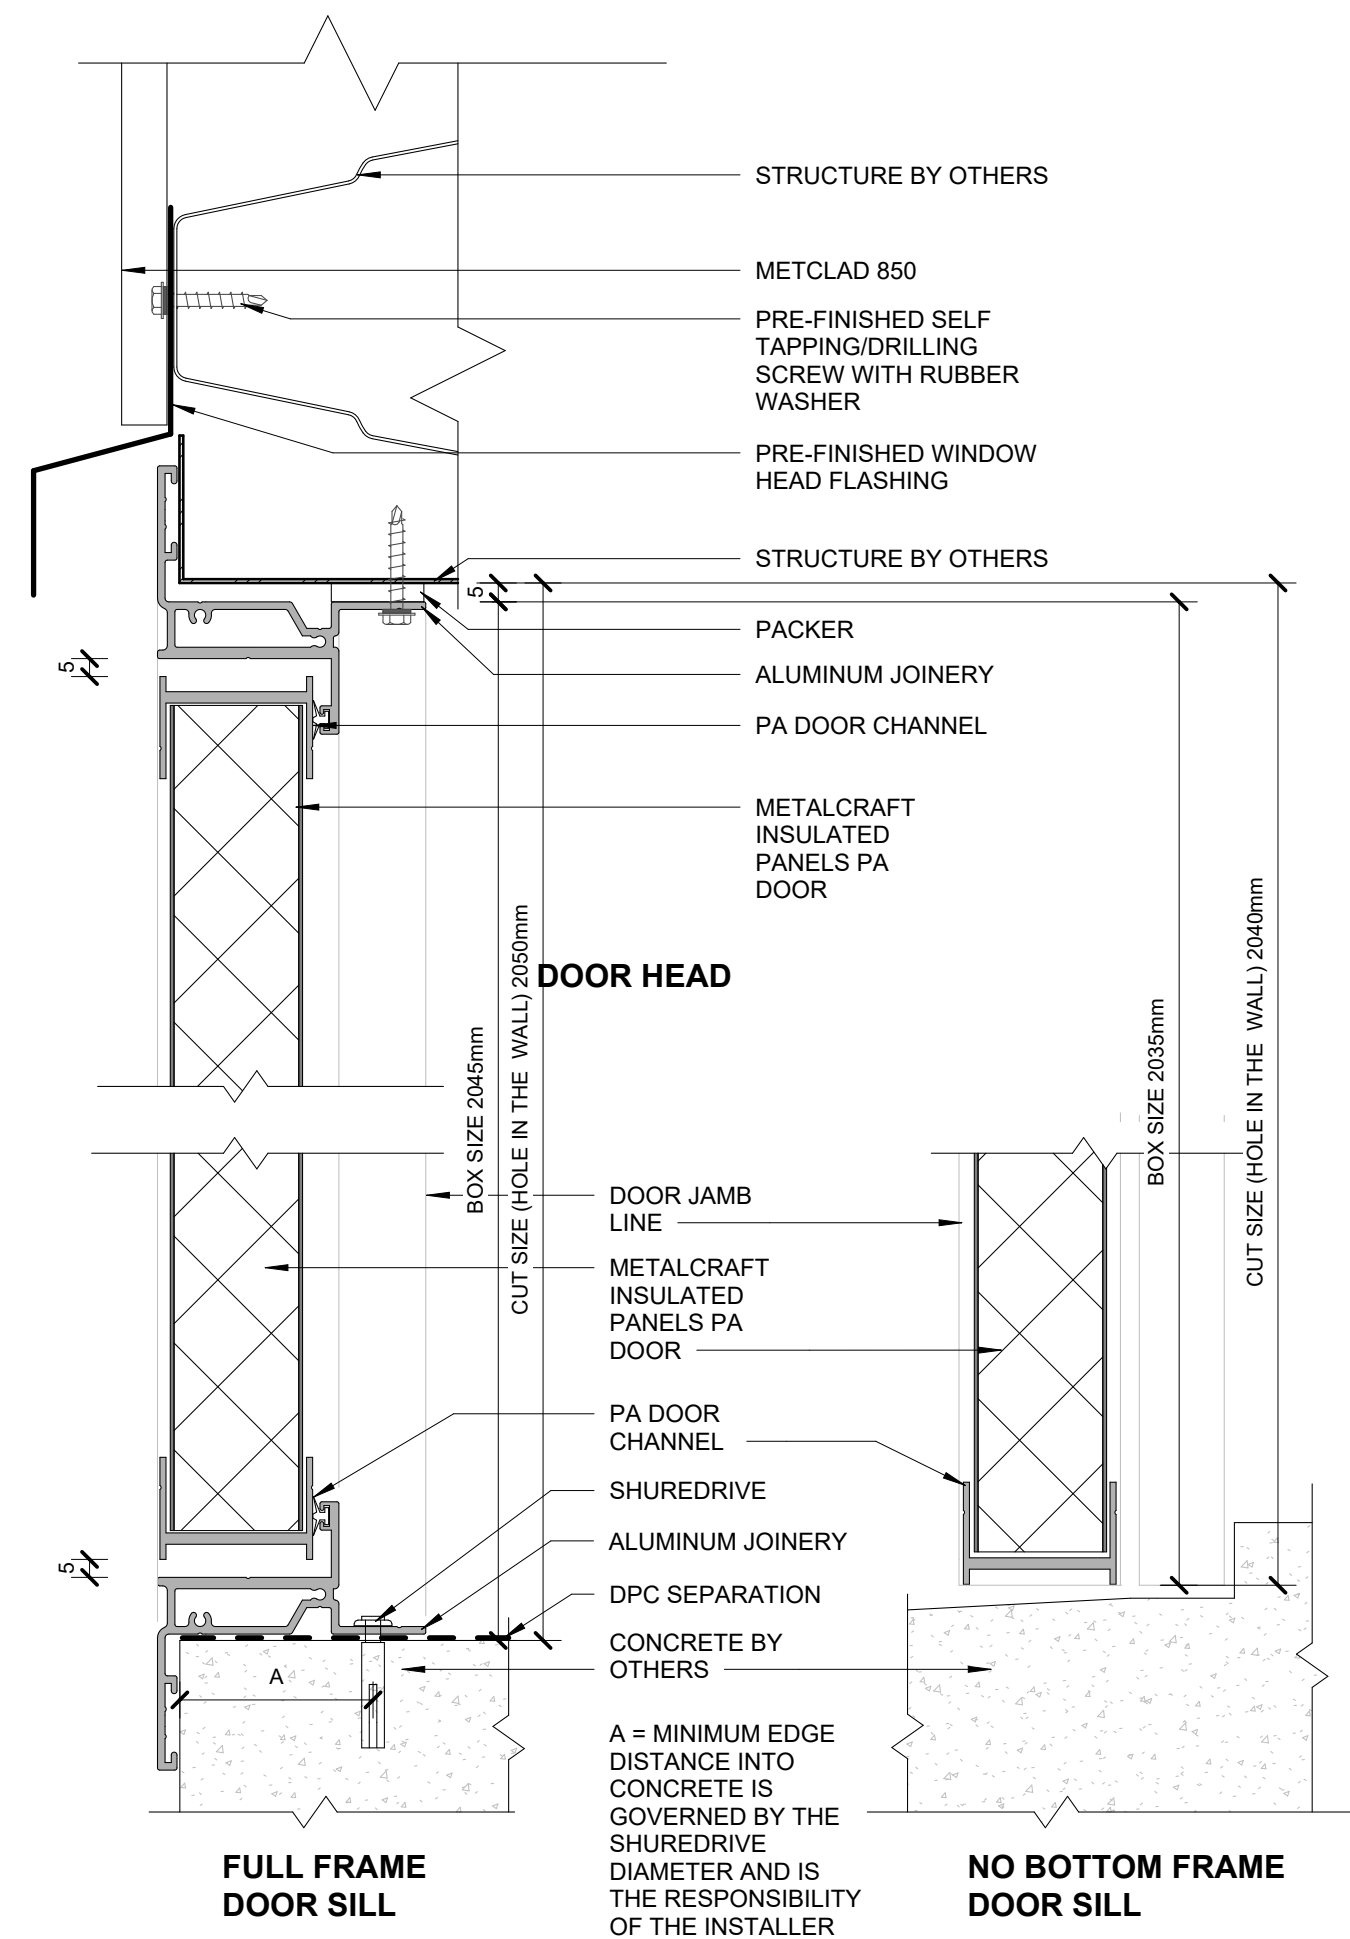 STRUCTURE BY OTHERS
METCLAD 850
PRE-FINISHED SELF
TAPPING/DRILLING
SCREW WITH RUBBER
WASHER
PRE-FINISHED WINDOW
HEAD FLASHING
STRUCTURE BY OTHERS
5
PACKER
5
ALUMINUM JOINERY
PA DOOR CHANNEL
METALCRAFT
INSULATED
PANELS PA
DOOR
DOOR HEAD
BOX SIZE 2045mm
CUT SIZE (HOLE IN THE WALL) 2050mm
BOX SIZE 2035mm
CUT SIZE (HOLE IN THE WALL) 2040mm
DOOR JAMB
LINE
METALCRAFT
INSULATED
PANELS PA
DOOR
PA DOOR
CHANNEL
SHUREDRIVE
ALUMINUM JOINERY
5
DPC SEPARATION
CONCRETE BY
OTHERS
A
A = MINIMUM EDGE
DISTANCE INTO
CONCRETE IS
GOVERNED BY THE
SHUREDRIVE
DIAMETER AND IS
THE RESPONSIBILITY
OF THE INSTALLER
FULL FRAME
DOOR SILL
NO BOTTOM FRAME
DOOR SILL